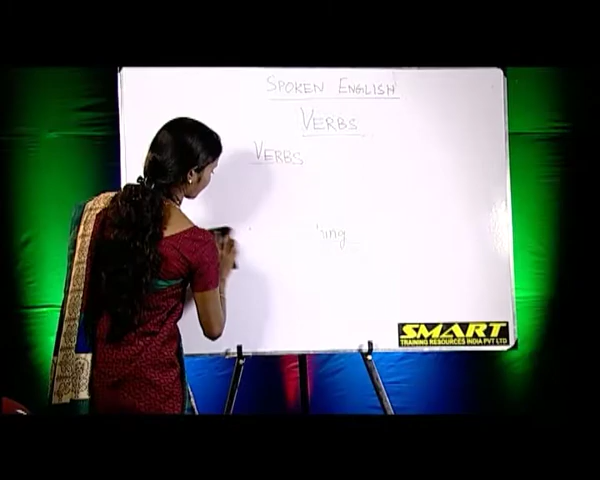 SPOKEN ENGLISH
VERBS
VERBS
SMART
TRAINING RESOURCES INDIA PVT LTD